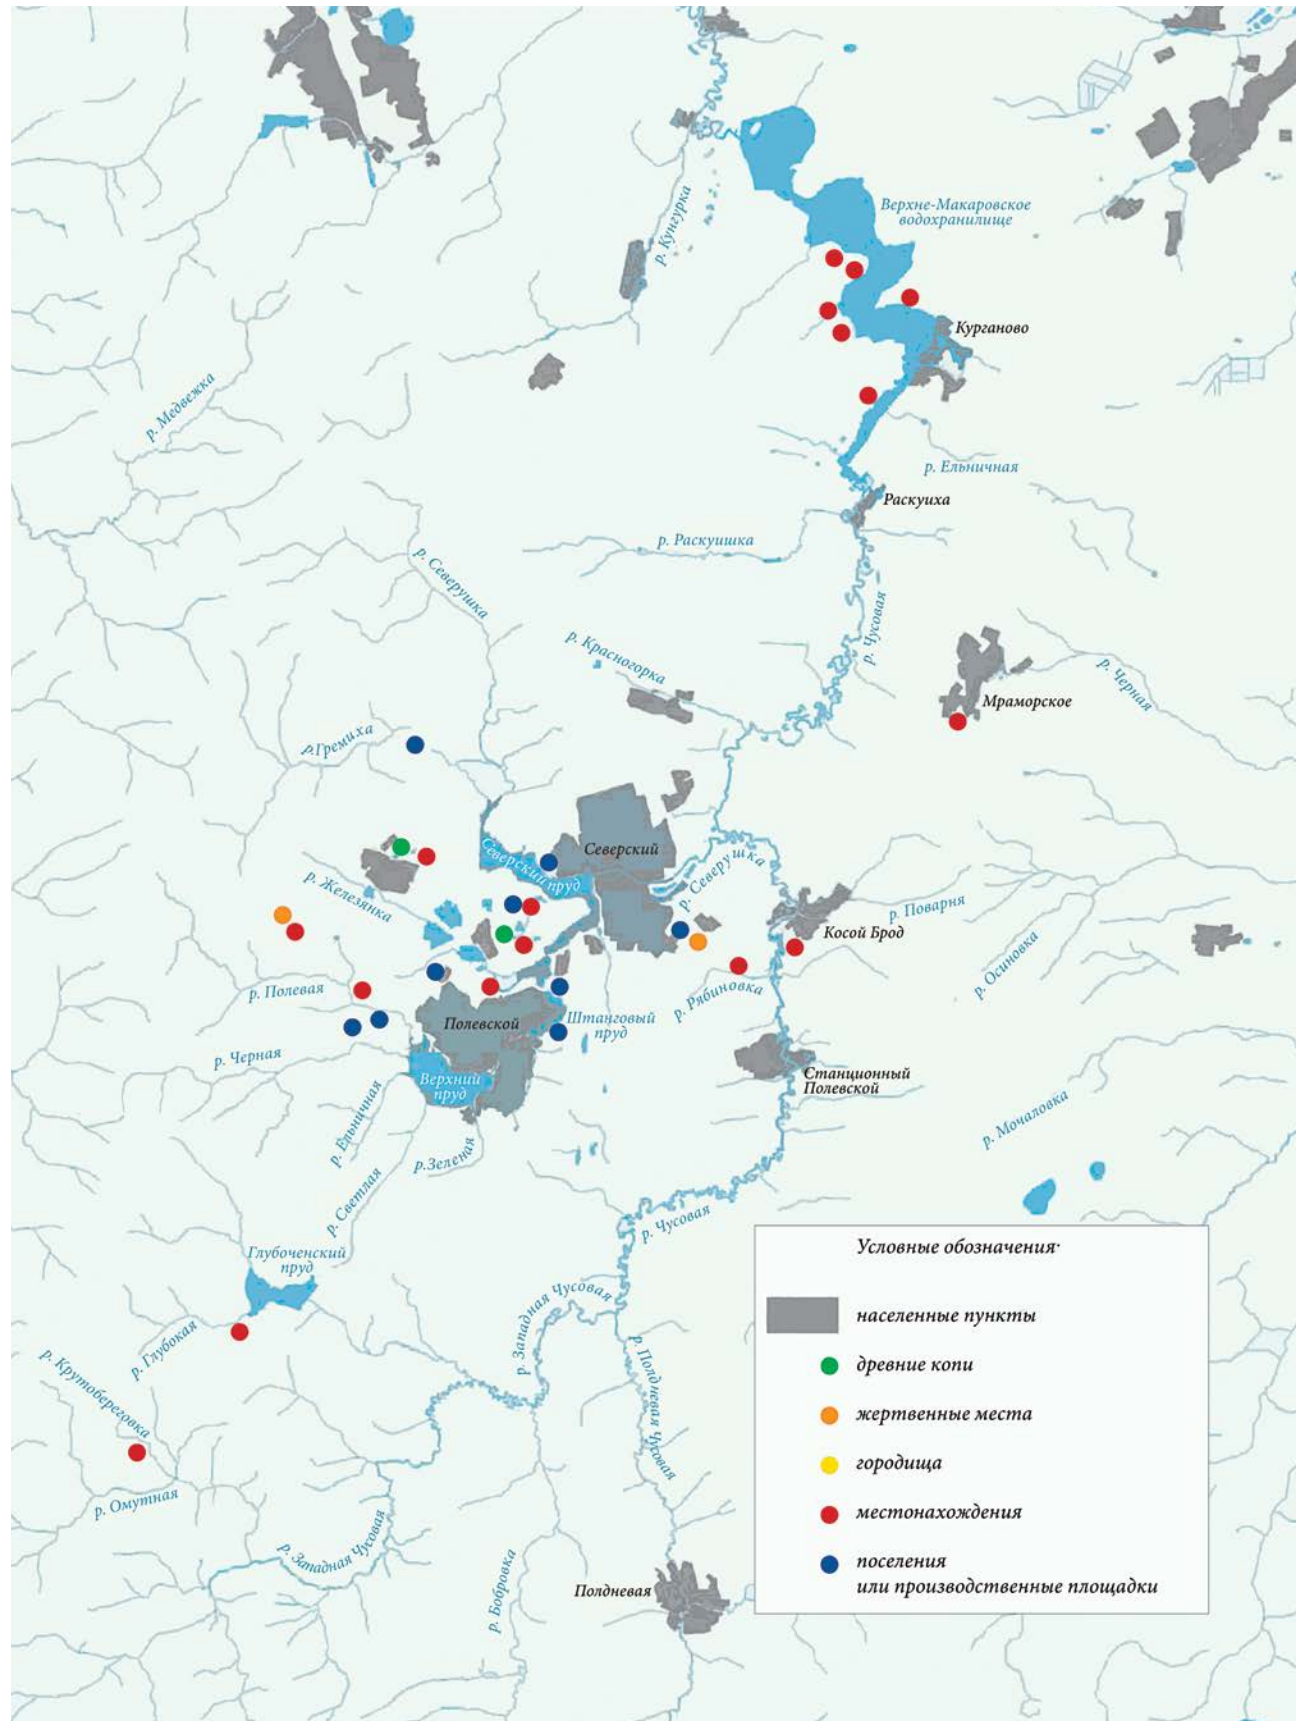 р. Кунгурка
Верхне-Макаровское
водохранилище
Курганово
р. Медвежка
р. Ельничная
Раскуиха
р. Раскуишка
р. Северушка
р. Чусовая
р. Красногорка
р. Черная
Мраморское
р.Гремиха
Северский
Северский пруд
р. Северушка
р. Железянка
р. Поварня
Косой Брод
р. Осиновка
р. Полевая
р. Рябиновка
Полевской
Штанговый
пруд
р. Черная
Верхний
пруд
Станционный
Полевской
р. Ельничная
р.Зеленая
р. Мочаловка
р. Светлая
р. Чусовая
Глубоченский
пруд
р. Западная Чусовая
р. Глубокая
р. Полдневая Чусовая
р. Крутобереговка
р. Омутная
р. Западная Чусовая
р. Бобровка
Полдневая
Условные обозначения·
населенные пункты
древние копи
жертвенные места
городища
местонахождения
поселения
или производственные площадки